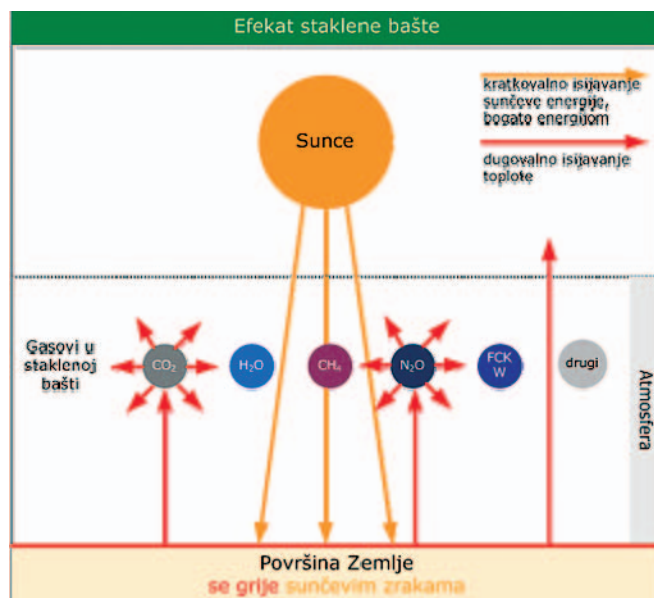 Efekat staklene bašte
Sunce
kratkovalno isijavanje
sunčeve energije,
bogato energijom
dugovalno isijavanje
toplote
Gasovi u
staklenoj
bašti
CO₂
H₂O
CH₄
N₂O
FCK
W
drugi
Atmosfera
Površina Zemlje
se grije sunčevim zrakama